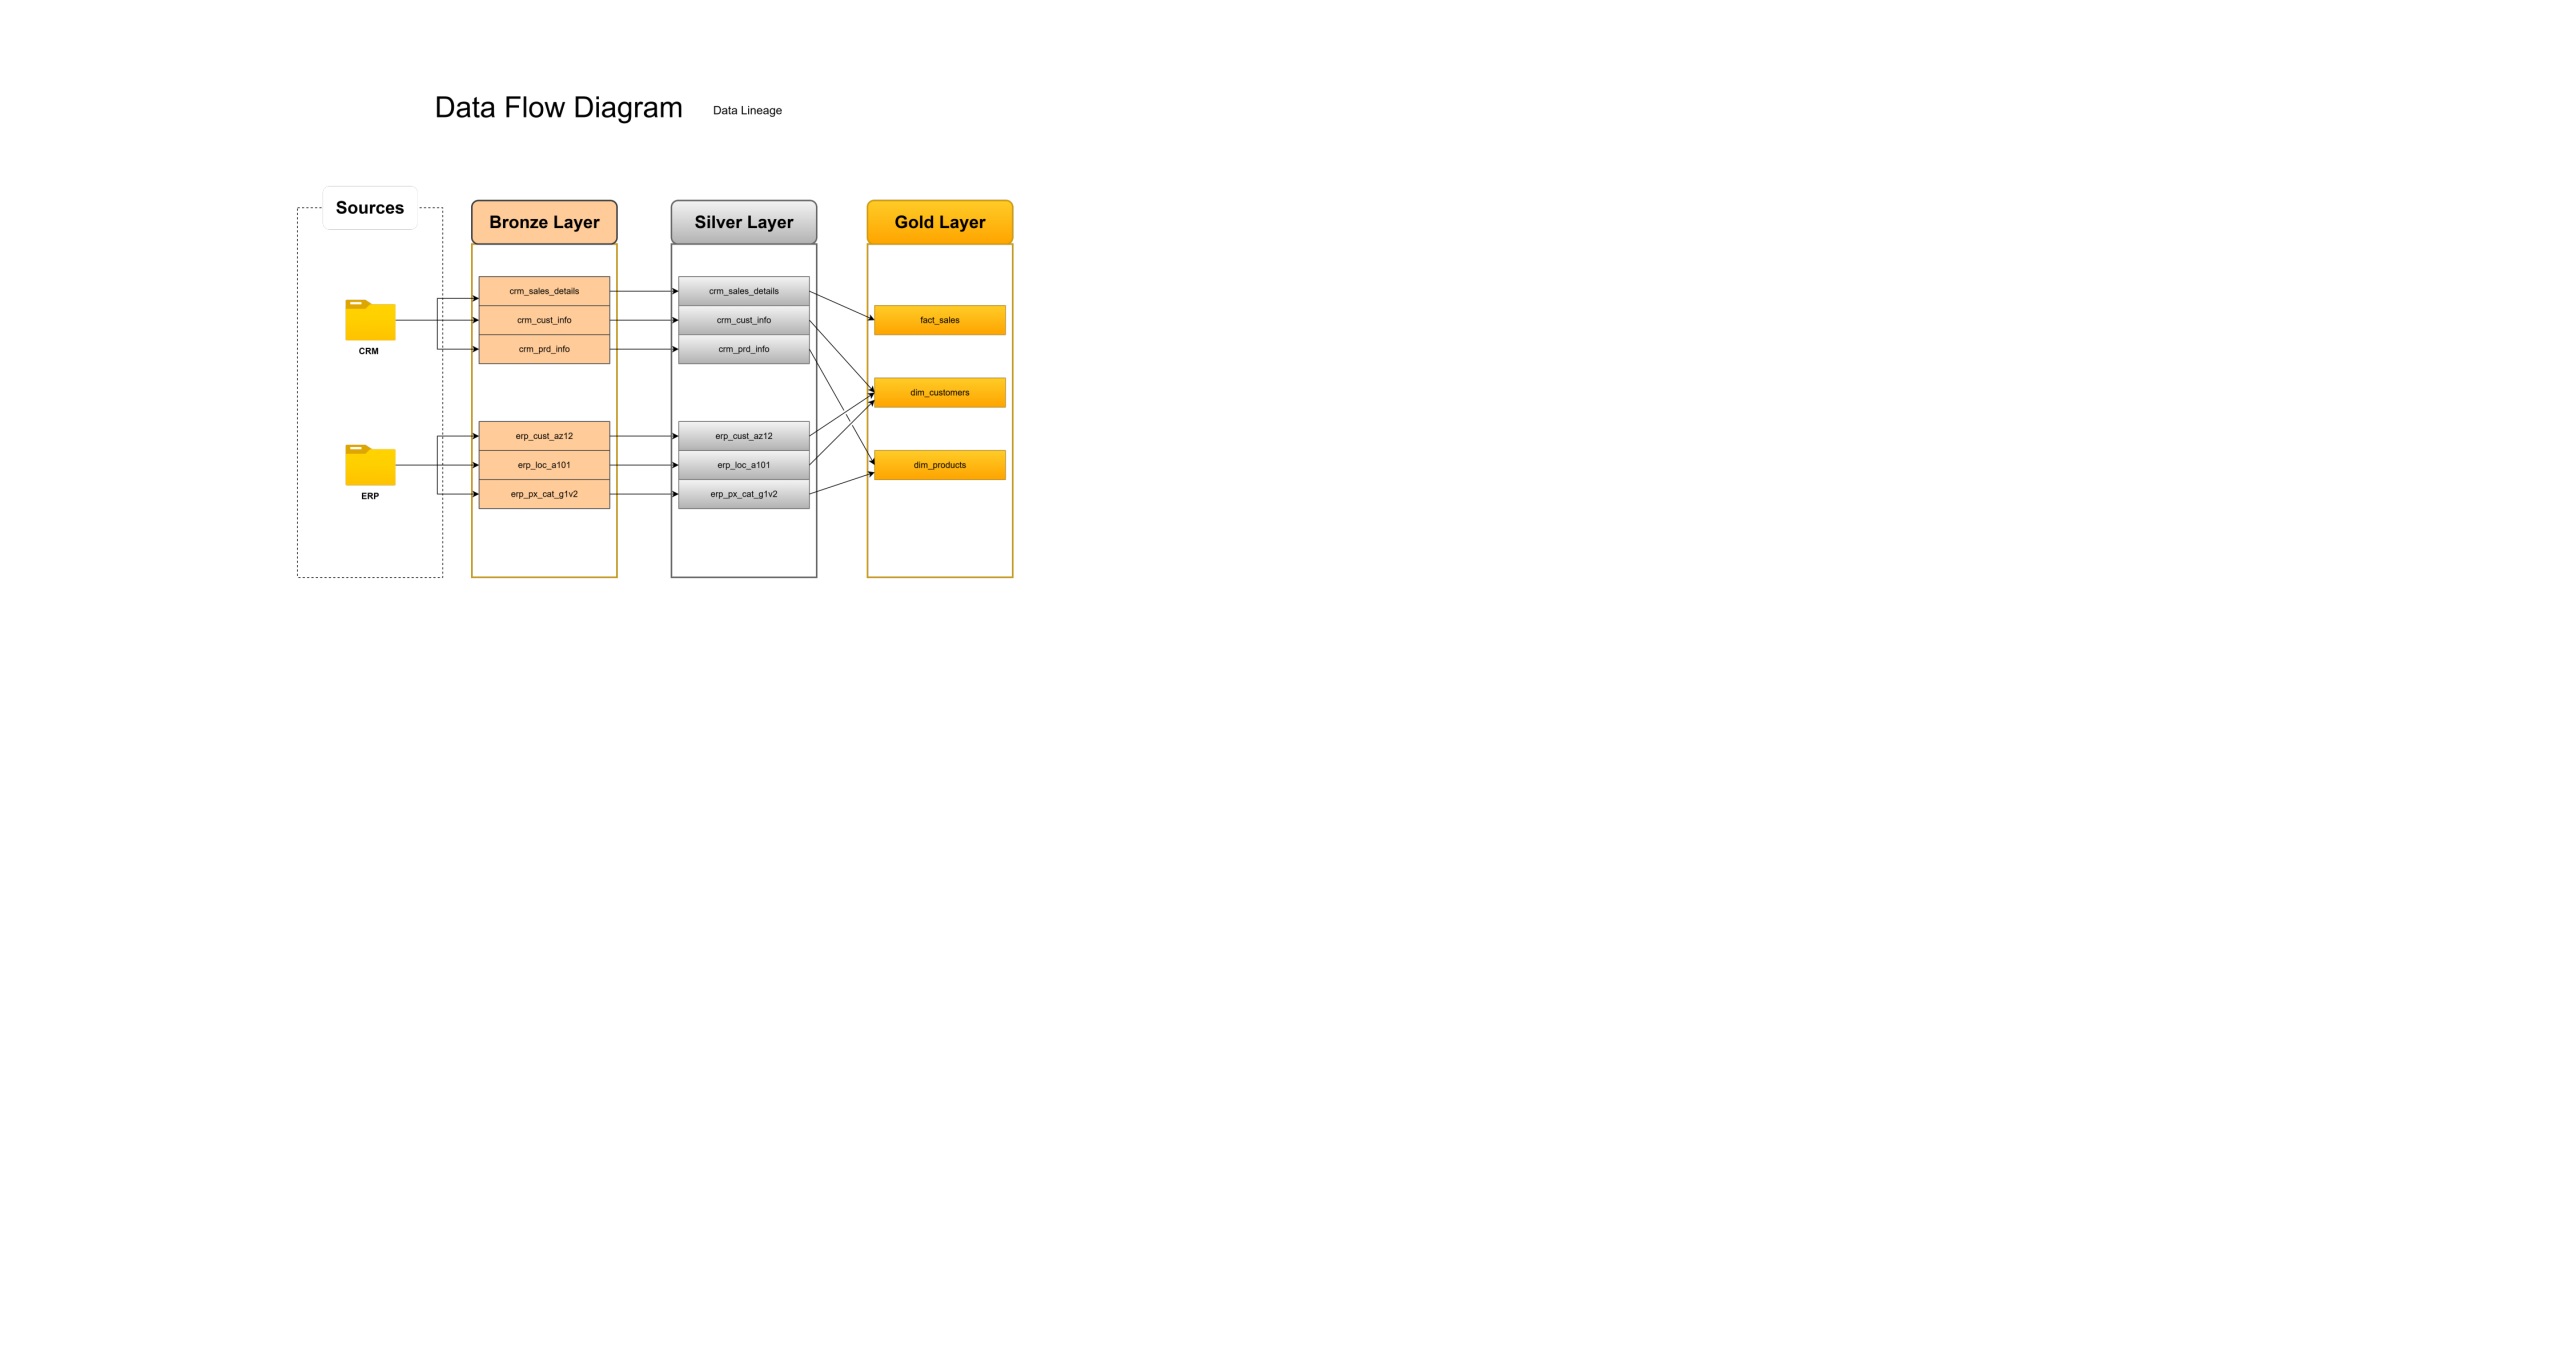 Data Flow Diagram
Data Lineage
Sources
CRM
ERP
Bronze Layer
crm_sales_details
crm_cust_info
crm_prd_info
erp_cust_az12
erp_loc_a101
erp_px_cat_g1v2
Silver Layer
crm_sales_details
crm_cust_info
crm_prd_info
erp_cust_az12
erp_loc_a101
erp_px_cat_g1v2
Gold Layer
fact_sales
dim_customers
dim_products